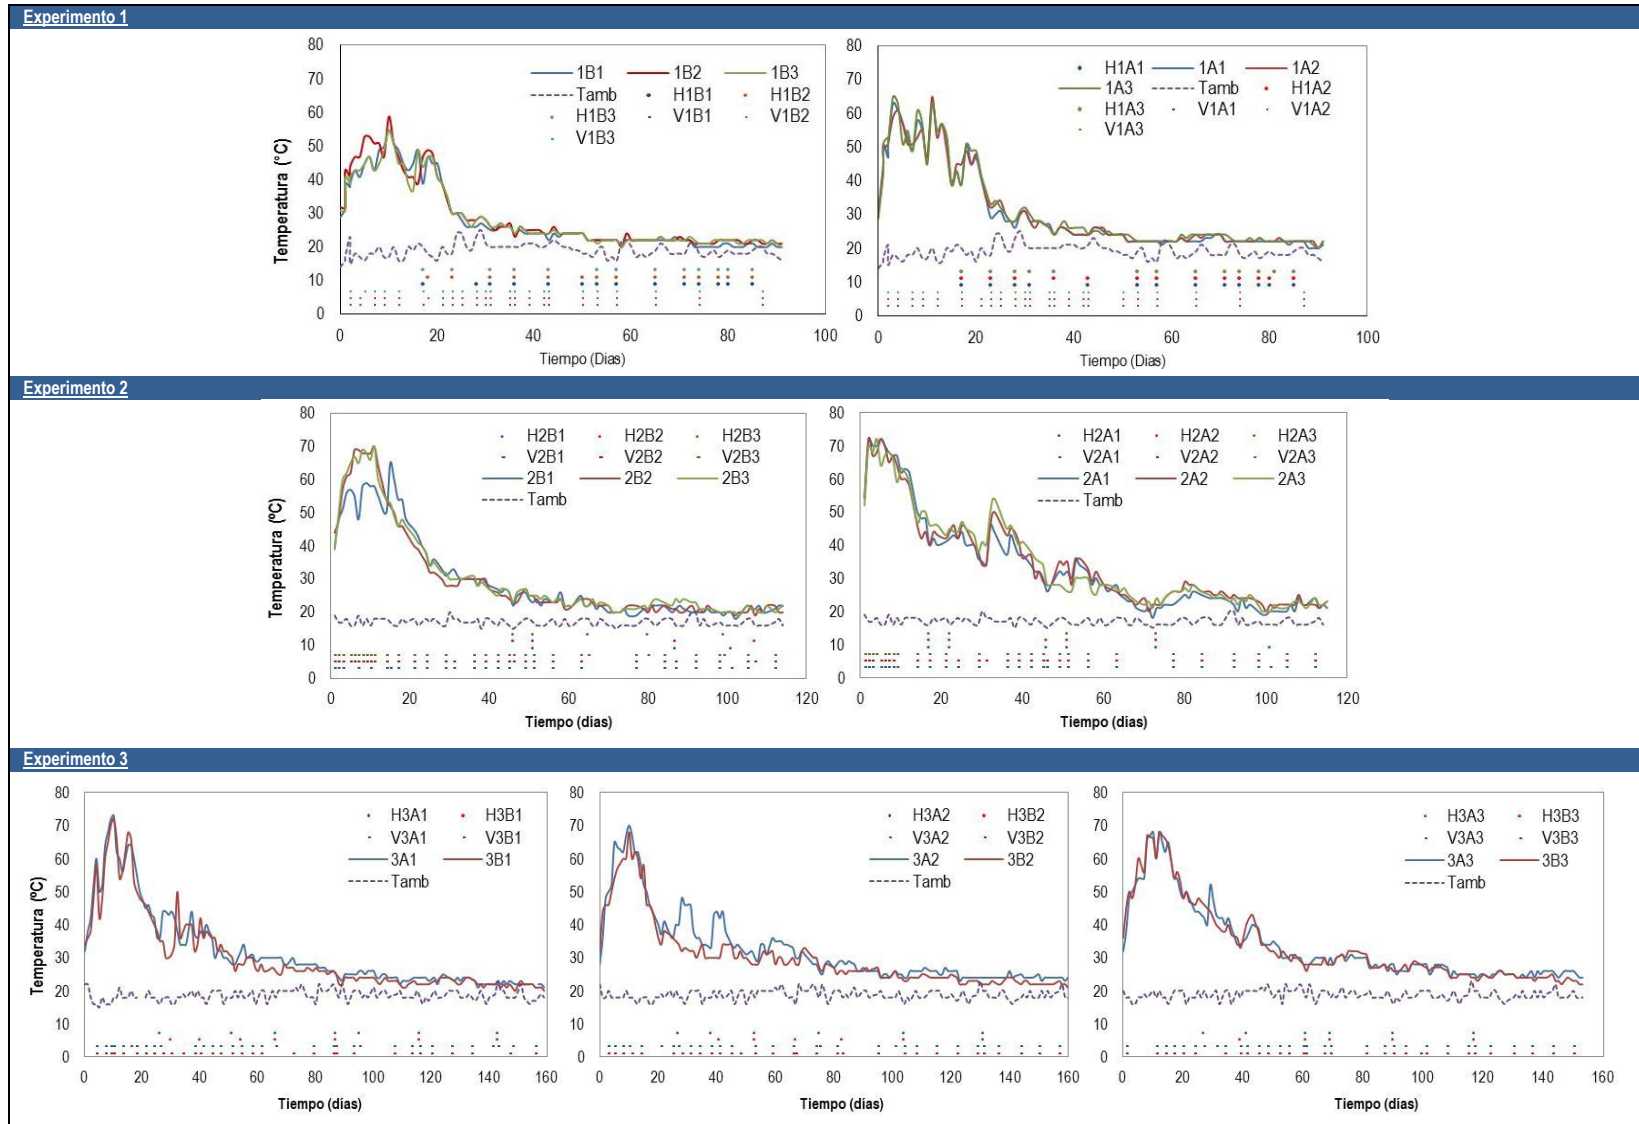 Experimento 1
Temperatura (°C)
80
70
60
50
40
30
20
10
0
1B1 1B2 1B3
Tamb H1B1 H1B2
H1B3 V1B1 V1B2
V1B3
0 20 40 60 80 100
Tiempo (Dias)
80
70
60
50
40
30
20
10
0
H1A1 1A1 1A2
1A3 Tamb H1A2
H1A3 V1A1 V1A2
V1A3
0 20 40 60 80 100
Tiempo (Dias)
Experimento 2
Temperatura (ºC)
80
70
60
50
40
30
20
10
0
H2B1 H2B2 H2B3
V2B1 V2B2 V2B3
2B1 2B2 2B3
Tamb
0 20 40 60 80 100 120
Tiempo (días)
Temperatura (ºC)
80
70
60
50
40
30
20
10
0
H2A1 H2A2 H2A3
V2A1 V2A2 V2A3
2A1 2A2 2A3
Tamb
0 20 40 60 80 100 120
Tiempo (días)
Experimento 3
Temperatura (ºC)
80
70
60
50
40
30
20
10
0
H3A1 H3B1
V3A1 V3B1
3A1 3B1
Tamb
0 20 40 60 80 100 120 140 160
Tiempo (días)
80
70
60
50
40
30
20
10
0
H3A2 H3B2
V3A2 V3B2
3A2 3B2
Tamb
0 20 40 60 80 100 120 140 160
Tiempo (días)
80
70
60
50
40
30
20
10
0
H3A3 H3B3
V3A3 V3B3
3A3 3B3
Tamb
0 20 40 60 80 100 120 140 160
Tiempo (días)